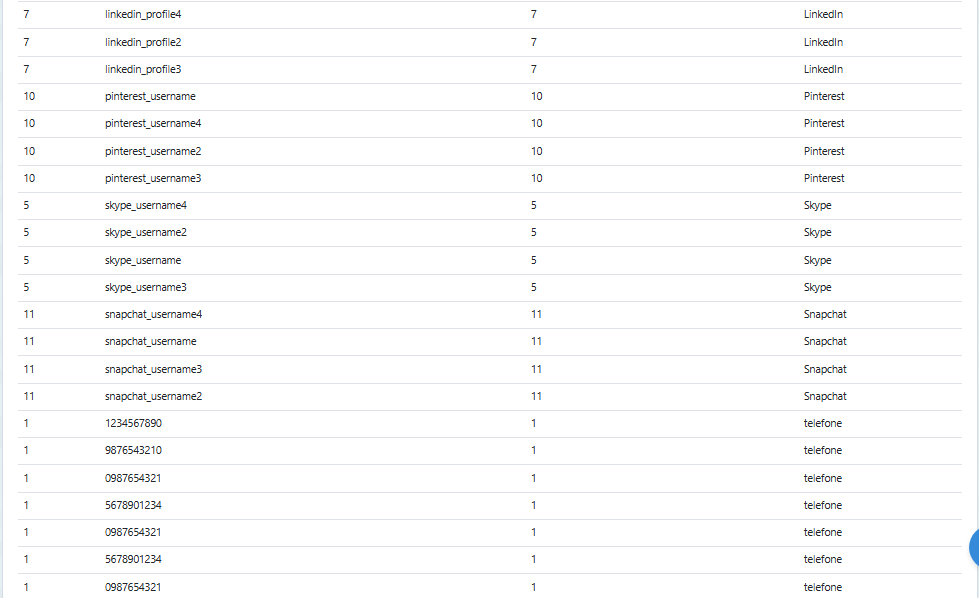 7 linkedin_profile4 7 LinkedIn
7 linkedin_profile2 7 LinkedIn
7 linkedin_profile3 7 LinkedIn
10 pinterest_username 10 Pinterest
10 pinterest_username4 10 Pinterest
10 pinterest_username2 10 Pinterest
10 pinterest_username3 10 Pinterest
5 skype_username4 5 Skype
5 skype_username2 5 Skype
5 skype_username 5 Skype
5 skype_username3 5 Skype
11 snapchat_username4 11 Snapchat
11 snapchat_username 11 Snapchat
11 snapchat_username3 11 Snapchat
11 snapchat_username2 11 Snapchat
1 1234567890 1 telefone
1 9876543210 1 telefone
1 0987654321 1 telefone
1 5678901234 1 telefone
1 0987654321 1 telefone
1 5678901234 1 telefone
1 0987654321 1 telefone